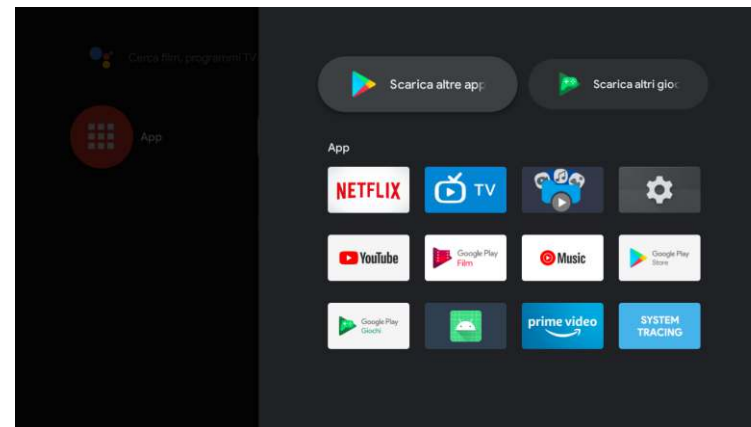 Cerca film, programmi TV
App
Scarica altre app
Scarica altri gioc
App
NETFLIX
TV
YouTube
Google Play
Film
Music
Google Play
Store
Google Play
Giochi
prime video
SYSTEM
TRACING